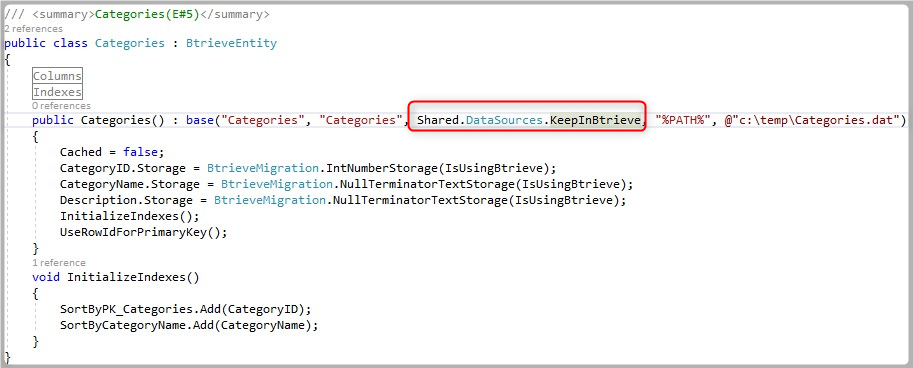 /// <summary>Categories(E#5)</summary>
2 references
public class Categories : BtrieveEntity
{
Columns
Indexes
0 references
public Categories() : base("Categories", "Categories", Shared.DataSources.KeepInBtrieve, "%PATH%", @"c:\temp\Categories.dat")
{
Cached = false;
CategoryID.Storage = BtrieveMigration.IntNumberStorage(IsUsingBtrieve);
CategoryName.Storage = BtrieveMigration.NullTerminatorTextStorage(IsUsingBtrieve);
Description.Storage = BtrieveMigration.NullTerminatorTextStorage(IsUsingBtrieve);
InitializeIndexes();
UseRowIdForPrimaryKey();
}
1 reference
void InitializeIndexes()
{
SortByPK_Categories.Add(CategoryID);
SortByCategoryName.Add(CategoryName);
}
}